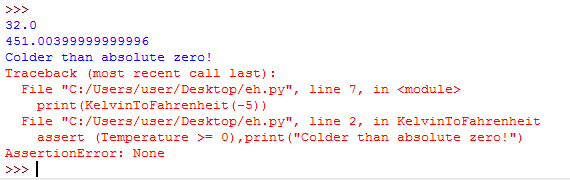 >>>
32.0
451.00399999999996
Colder than absolute zero!
Traceback (most recent call last):
  File "C:/Users/user/Desktop/eh.py", line 7, in <module>
    print(KelvinToFahrenheit(-5))
  File "C:/Users/user/Desktop/eh.py", line 2, in KelvinToFahrenheit
    assert (Temperature >= 0),print("Colder than absolute zero!")
AssertionError: None
>>>